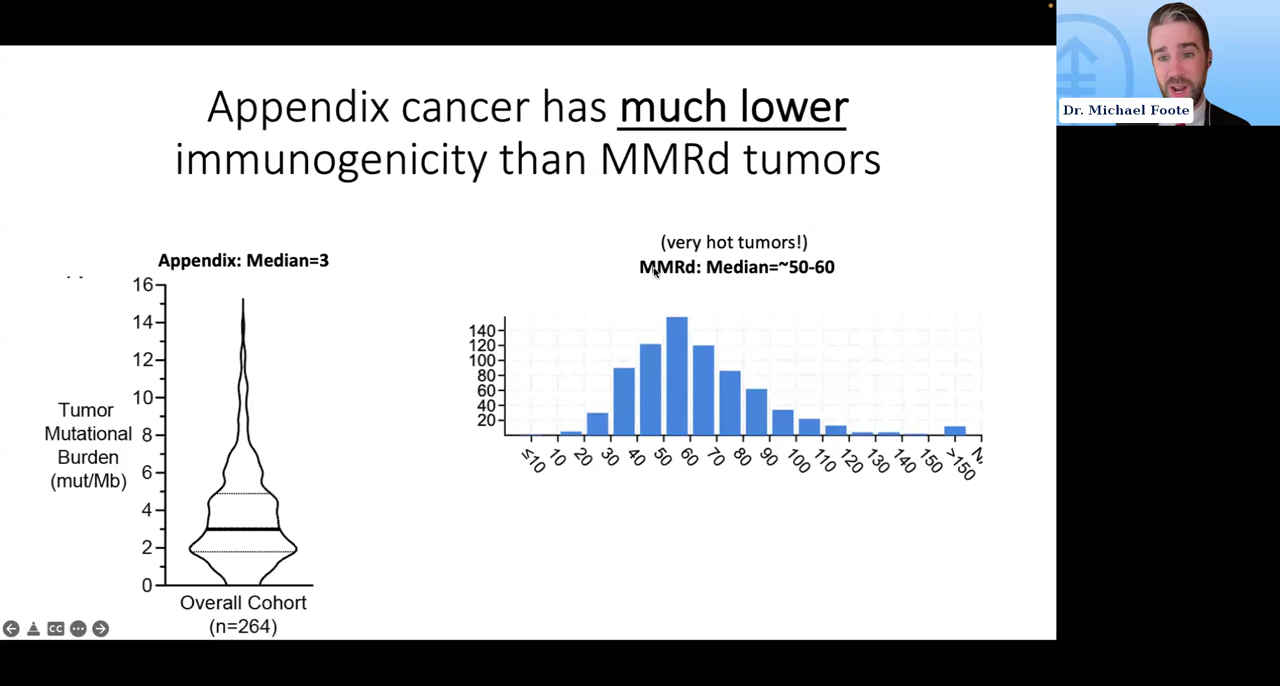 Appendix cancer has much lower
immunogenicity than MMRd tumors
Dr. Michael Foote
Appendix: Median=3
(very hot tumors!)
MMRd: Median=~50-60
16
14
12
10
8
6
4
2
0
Tumor
Mutational
Burden
(mut/Mb)
Overall Cohort
(n=264)
140
120
100
80
60
40
20
≤10
10
20
30
40
50
60
70
80
90
100
110
120
130
140
150
>150
CC